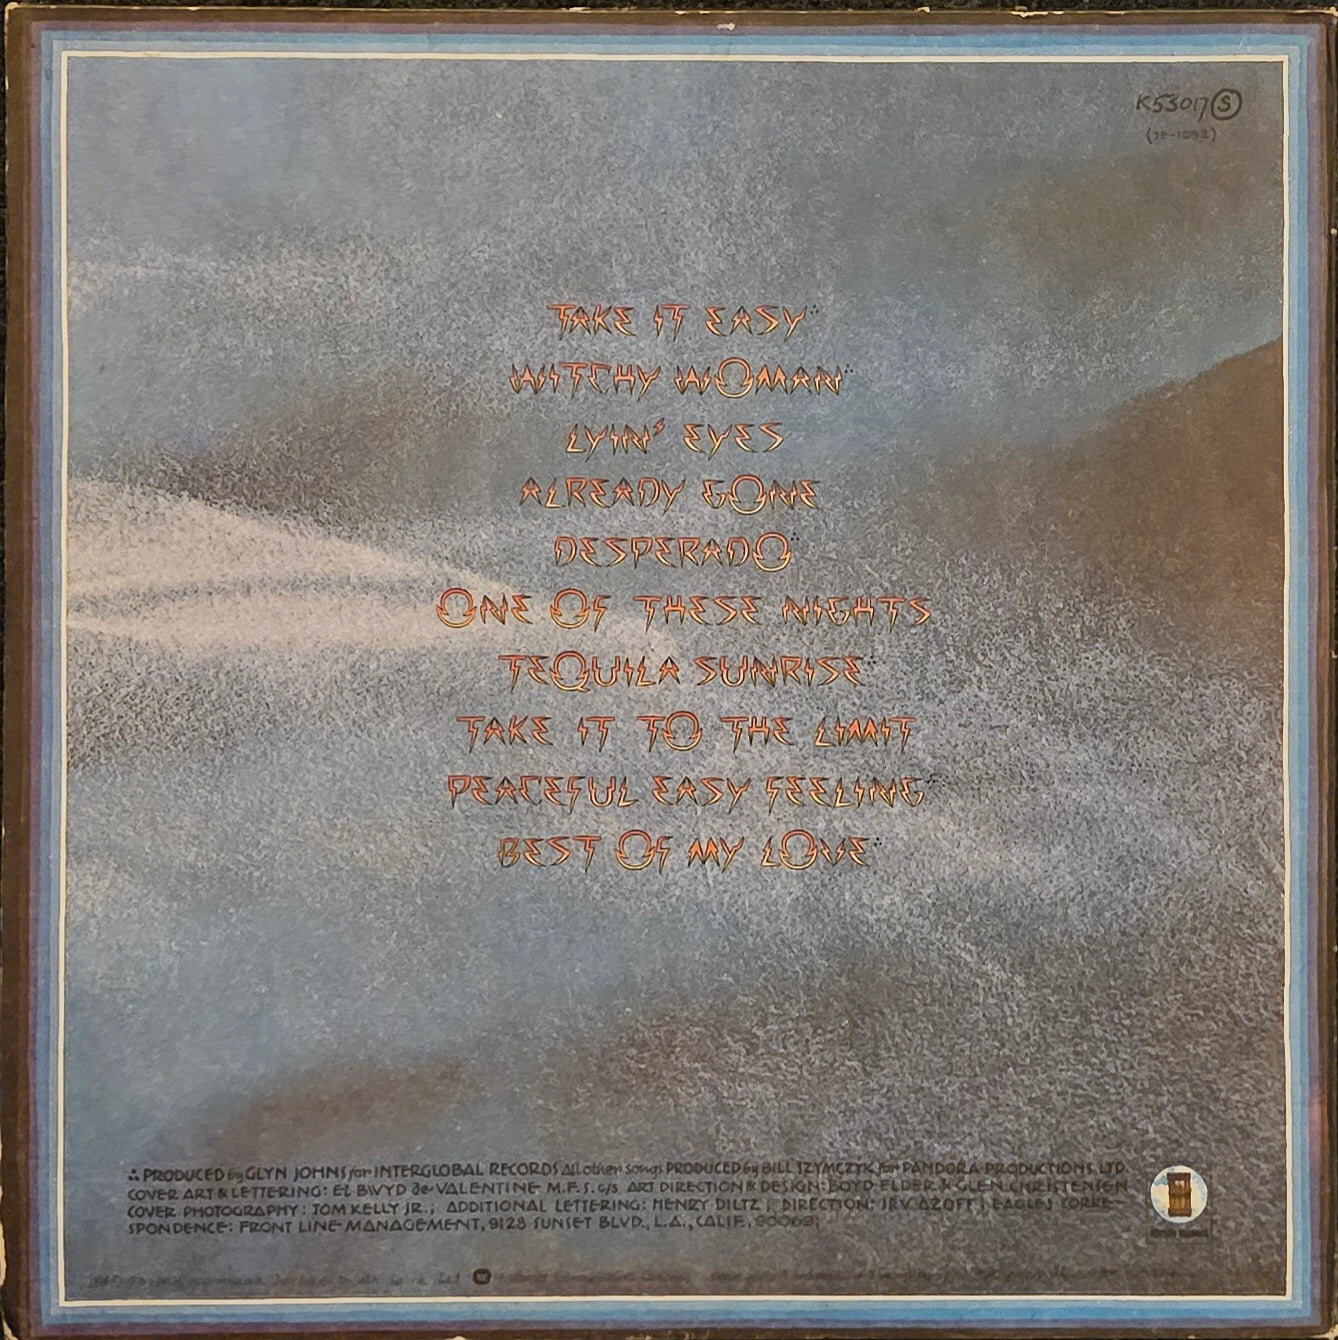 K53017 Ⓢ
(7E-1052)
TAKE IT EASY∴
WITCHY WOMAN∴
LYIN' EYES
ALREADY GONE
DESPERADO∴
ONE OF THESE NIGHTS
TEQUILA SUNRISE∴
TAKE IT TO THE LIMIT
PEACEFUL EASY FEELING∴
BEST OF MY LOVE∴
∴ PRODUCED by GLYN JOHNS for INTERGLOBAL RECORDS All other songs PRODUCED by BILL SZYMCZYK for PANDORA PRODUCTIONS LTD.
COVER ART & LETTERING: EL BWYD de VALENTINE M.F.S. c/s. ART DIRECTION & DESIGN: BOYD ELDER & GLEN CHRISTENSEN
COVER PHOTOGRAPHY: TOM KELLY JR.; ADDITIONAL LETTERING: HENRY DILTZ; DIRECTION: IRV AZOFF; EAGLES CORRE-
SPONDENCE: FRONT LINE MANAGEMENT, 9128 SUNSET BLVD., L.A., CALIF. 90069;